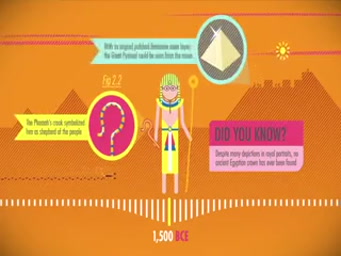 With its original polished limestone outer layer,
the Great Pyramid could be seen from the moon.
Fig 2.2
The Pharaoh's crook symbolized
him as shepherd of the people.
DID YOU KNOW?
Despite many depictions in royal portraits, no
ancient Egyptian crown has ever been found
1,500 BCE